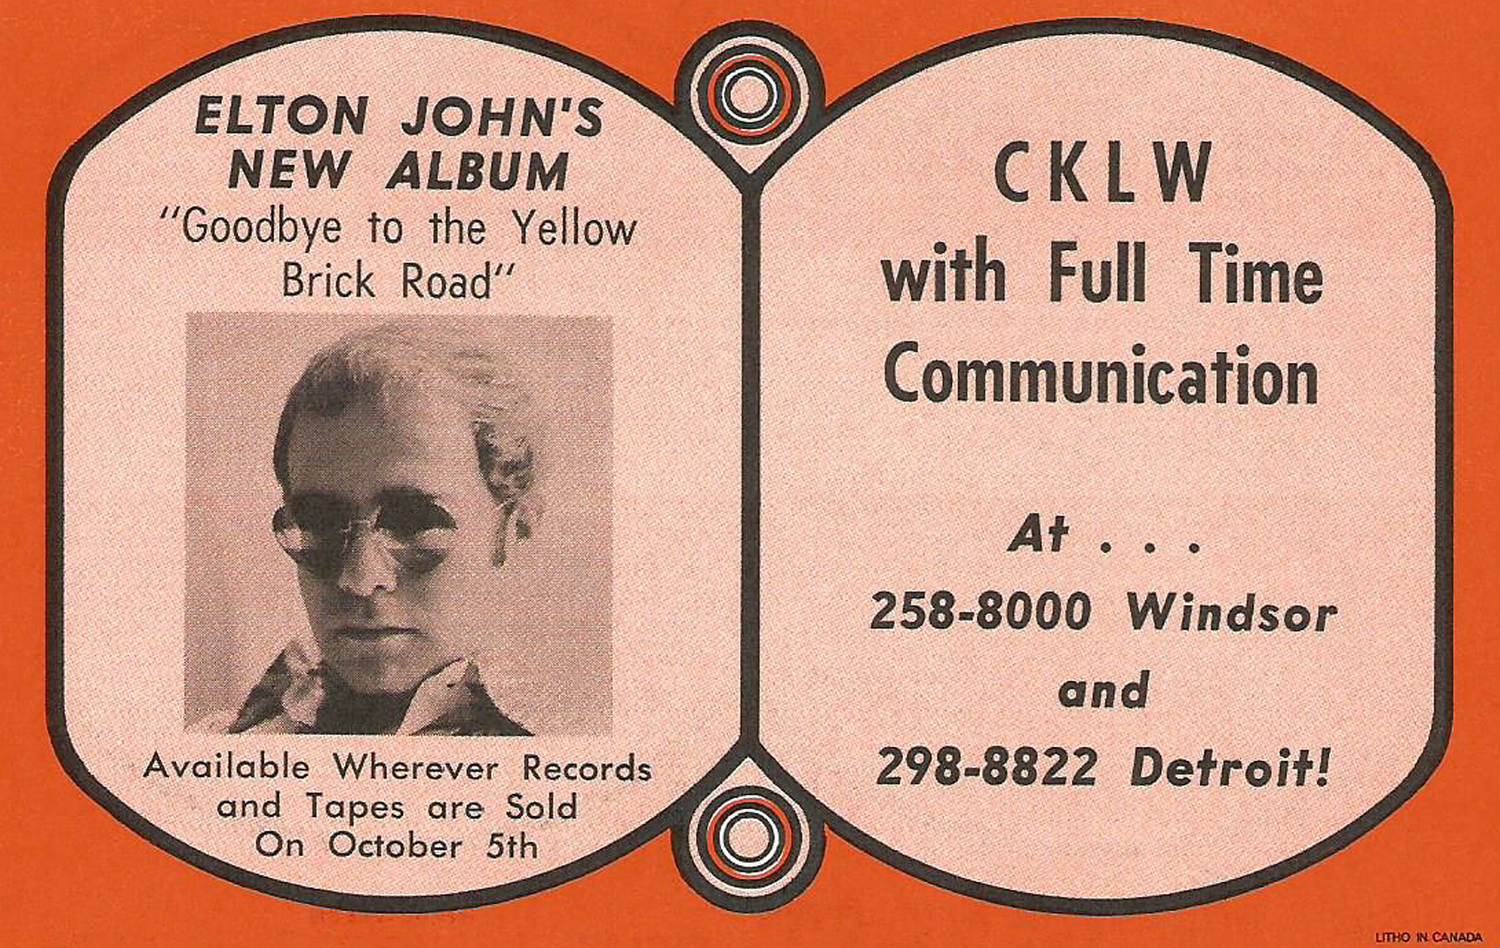 ELTON JOHN'S
NEW ALBUM
“Goodbye to the Yellow
Brick Road“
Available Wherever Records
and Tapes are Sold
On October 5th
CKLW
with Full Time
Communication
At . . .
258-8000 Windsor
and
298-8822 Detroit!
LITHO IN CANADA